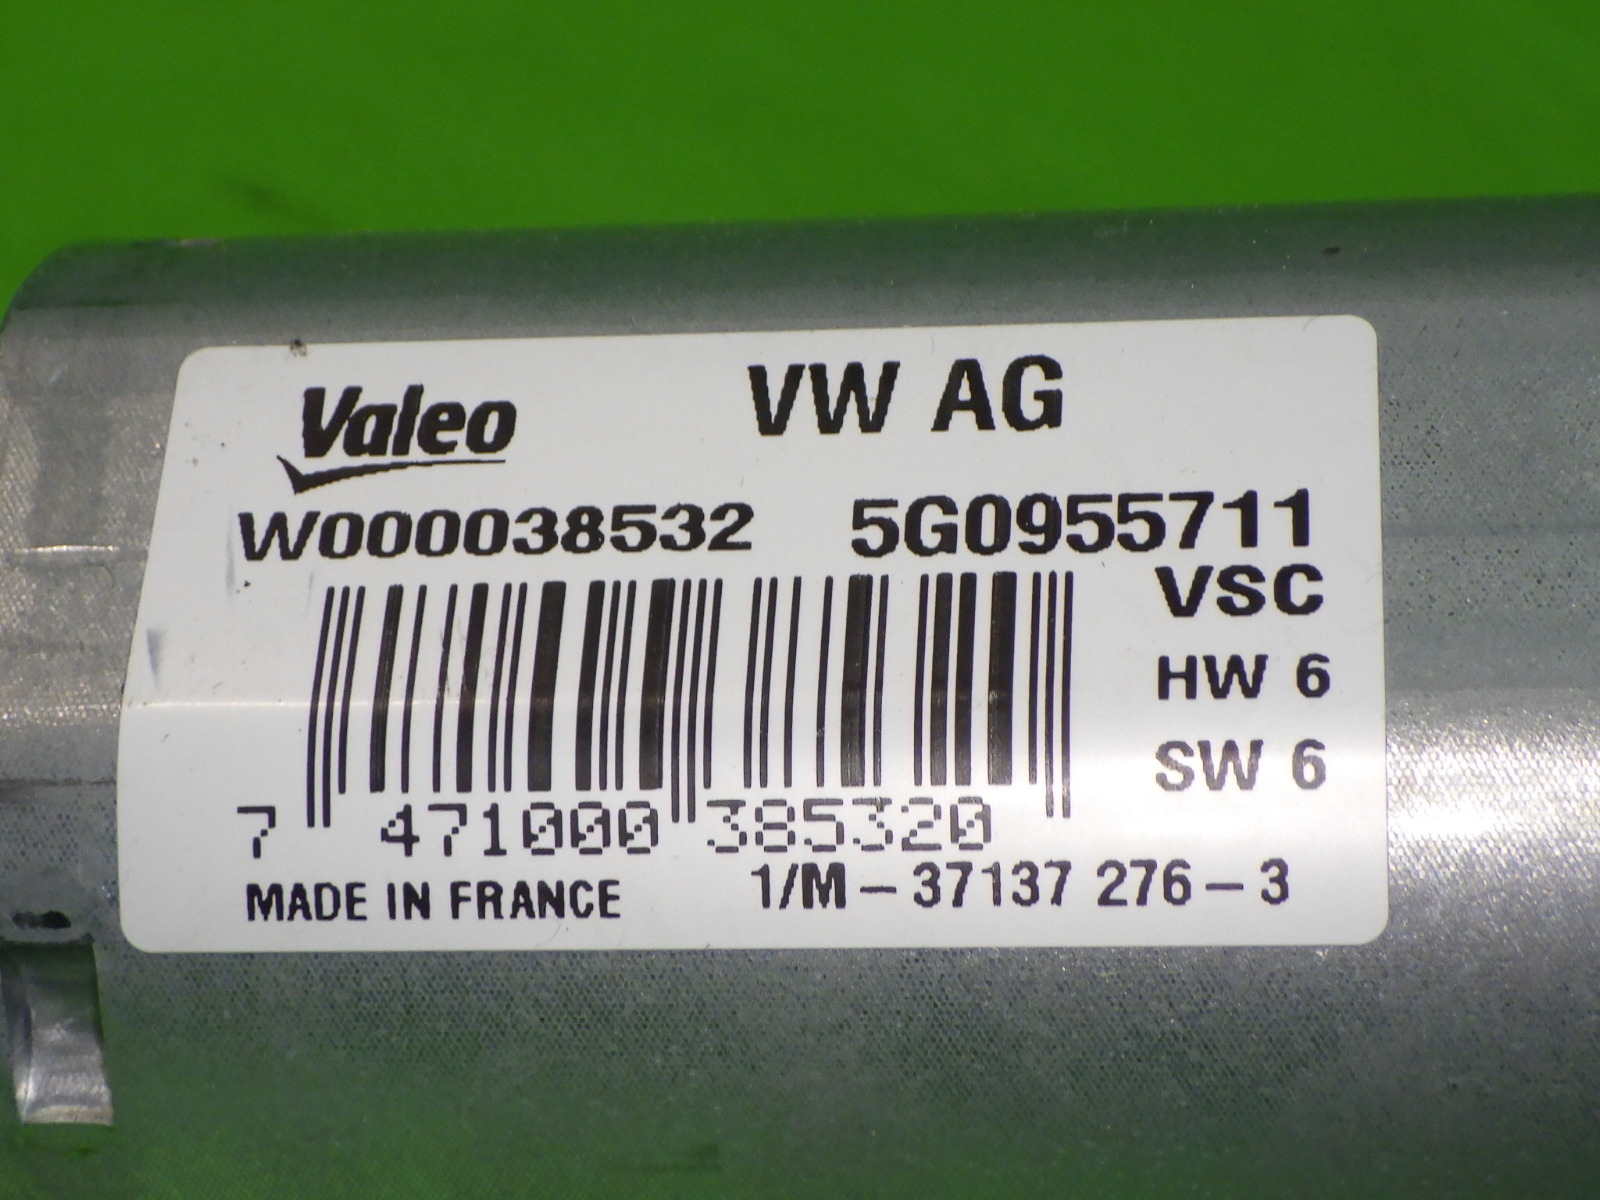 Valeo VW AG
W000038532 5G0955711
VSC
HW 6
SW 6
7 471000 385320
MADE IN FRANCE 1/M - 37137 276 - 3